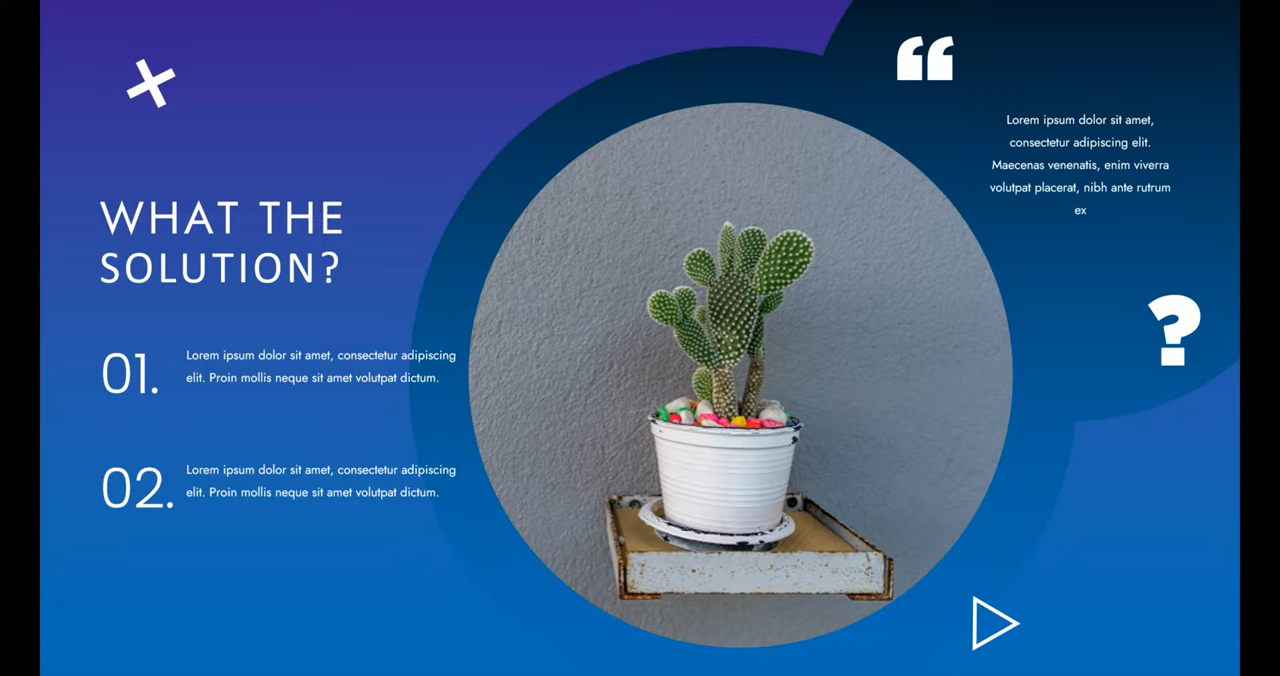 “
Lorem ipsum dolor sit amet,
consectetur adipiscing elit.
Maecenas venenatis, enim viverra
volutpat placerat, nibh ante rutrum
ex
WHAT THE
SOLUTION?
?
01.
Lorem ipsum dolor sit amet, consectetur adipiscing
elit. Proin mollis neque sit amet volutpat dictum.
02.
Lorem ipsum dolor sit amet, consectetur adipiscing
elit. Proin mollis neque sit amet volutpat dictum.